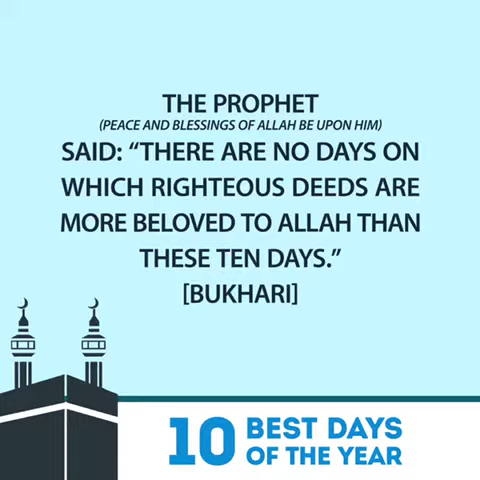 THE PROPHET
(PEACE AND BLESSINGS OF ALLAH BE UPON HIM)
SAID: “THERE ARE NO DAYS ON
WHICH RIGHTEOUS DEEDS ARE
MORE BELOVED TO ALLAH THAN
THESE TEN DAYS.”
[BUKHARI]
10 BEST DAYS
OF THE YEAR